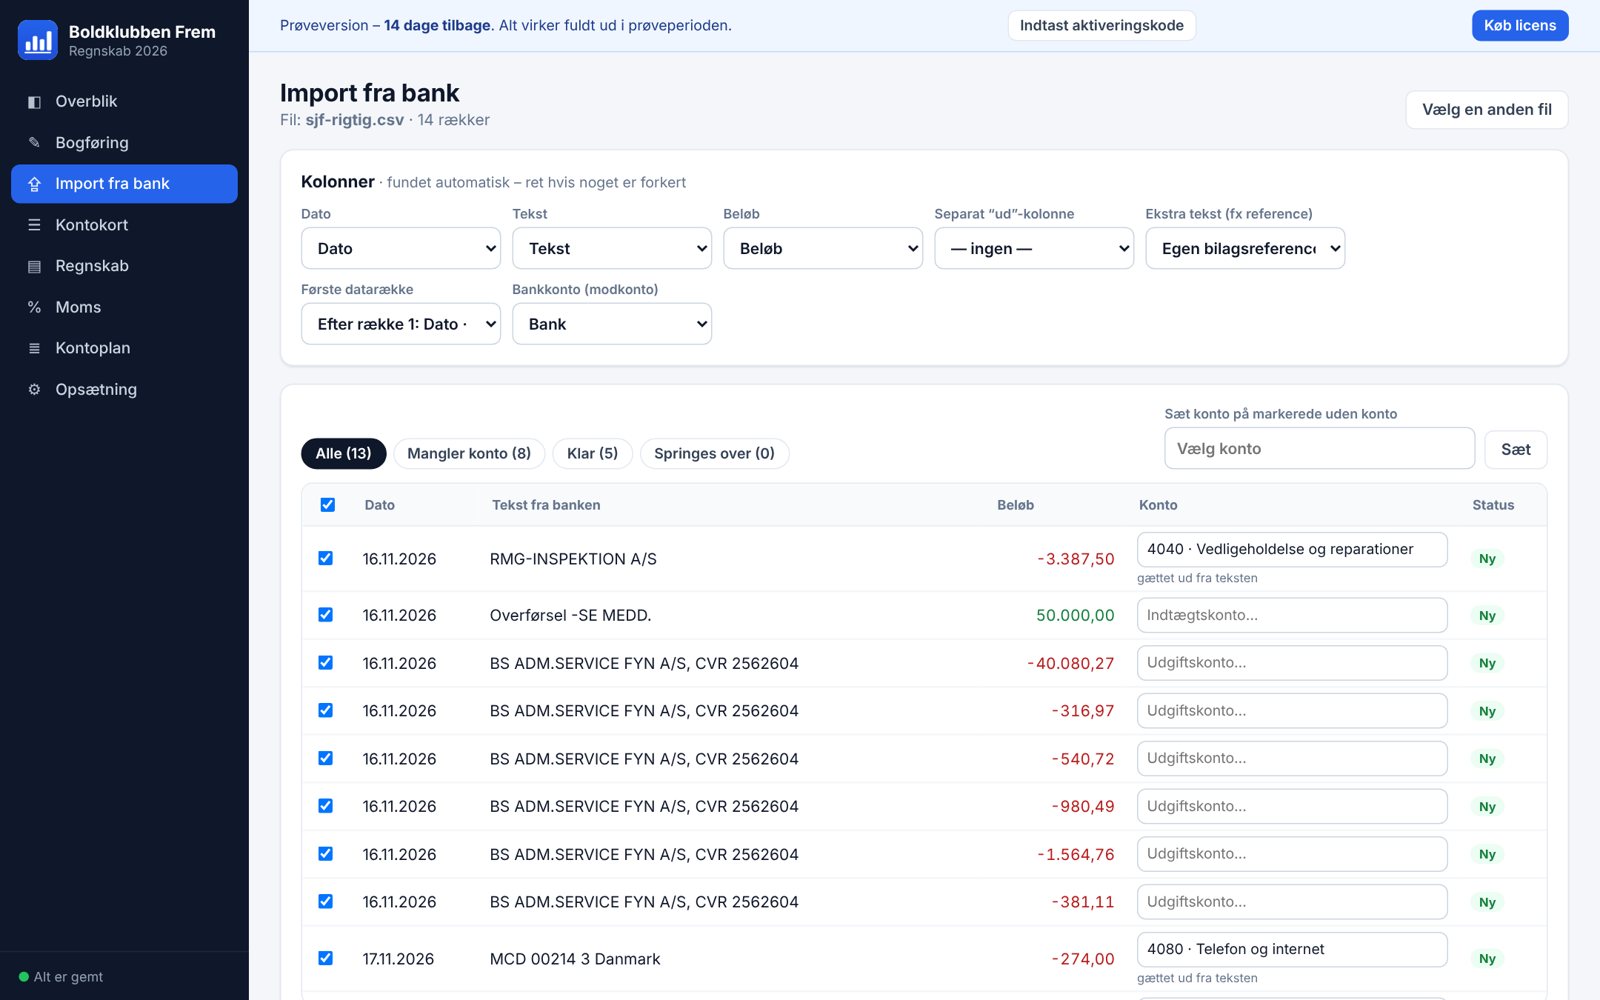 Boldklubben Frem
Regnskab 2026
Overblik
Bogføring
Import fra bank
Kontokort
Regnskab
% Moms
Kontoplan
Opsætning
Alt er gemt
Prøveversion – 14 dage tilbage. Alt virker fuldt ud i prøveperioden.
Indtast aktiveringskode
Køb licens
Import fra bank
Fil: sjf-rigtig.csv · 14 rækker
Vælg en anden fil
Kolonner · fundet automatisk – ret hvis noget er forkert
Dato Tekst Beløb Separat “ud”-kolonne Ekstra tekst (fx reference)
Dato Tekst Beløb — ingen — Egen bilagsreference
Første datarække Bankkonto (modkonto)
Efter række 1: Dato · Bank
Sæt konto på markerede uden konto
Alle (13) Mangler konto (8) Klar (5) Springes over (0) Vælg konto Sæt
Dato Tekst fra banken Beløb Konto Status
16.11.2026 RMG-INSPEKTION A/S -3.387,50 4040 · Vedligeholdelse og reparationer Ny
gættet ud fra teksten
16.11.2026 Overførsel -SE MEDD. 50.000,00 Indtægtskonto... Ny
16.11.2026 BS ADM.SERVICE FYN A/S, CVR 2562604 -40.080,27 Udgiftskonto... Ny
16.11.2026 BS ADM.SERVICE FYN A/S, CVR 2562604 -316,97 Udgiftskonto... Ny
16.11.2026 BS ADM.SERVICE FYN A/S, CVR 2562604 -540,72 Udgiftskonto... Ny
16.11.2026 BS ADM.SERVICE FYN A/S, CVR 2562604 -980,49 Udgiftskonto... Ny
16.11.2026 BS ADM.SERVICE FYN A/S, CVR 2562604 -1.564,76 Udgiftskonto... Ny
16.11.2026 BS ADM.SERVICE FYN A/S, CVR 2562604 -381,11 Udgiftskonto... Ny
17.11.2026 MCD 00214 3 Danmark -274,00 4080 · Telefon og internet Ny
gættet ud fra teksten